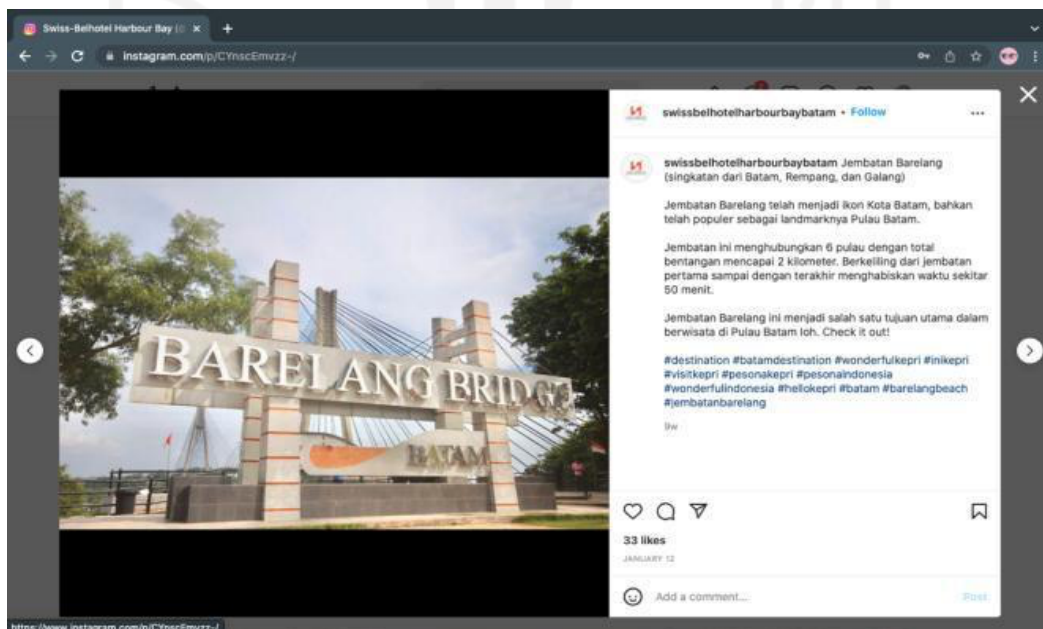 Swiss-Belhotel Harbour Bay (@
instagram.com/p/CYnscEmvzz-/
swissbelhotelharbourbaybatam • Follow
swissbelhotelharbourbaybatam Jembatan Barelang
(singkatan dari Batam, Rempang, dan Galang)
Jembatan Barelang telah menjadi ikon Kota Batam, bahkan
telah populer sebagai landmarknya Pulau Batam.
Jembatan ini menghubungkan 6 pulau dengan total
bentangan mencapai 2 kilometer. Berkeliling dari jembatan
pertama sampai dengan terakhir menghabiskan waktu sekitar
50 menit.
Jembatan Barelang ini menjadi salah satu tujuan utama dalam
berwisata di Pulau Batam loh. Check it out!
#destination #batamdestination #wonderfulkepri #inikepri
#visitkepri #pesonakepri #pesonaindonesia
#wonderfulindonesia #hellokepri #batam #barelangbeach
#jembatanbarelang
9w
BARELANG BRIDGE
BATAM
33 likes
JANUARY 12
Add a comment...
Post
https://www.instagram.com/p/CYnscEmvzz-/